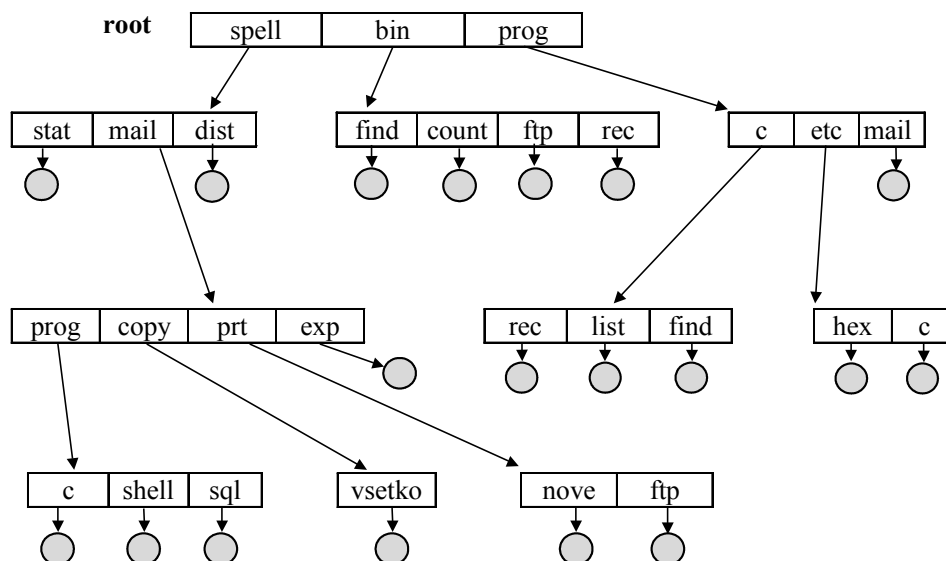 root spell bin prog
stat mail dist find count ftp rec c etc mail
prog copy prt exp rec list find hex c
c shell sql vsetko nove ftp